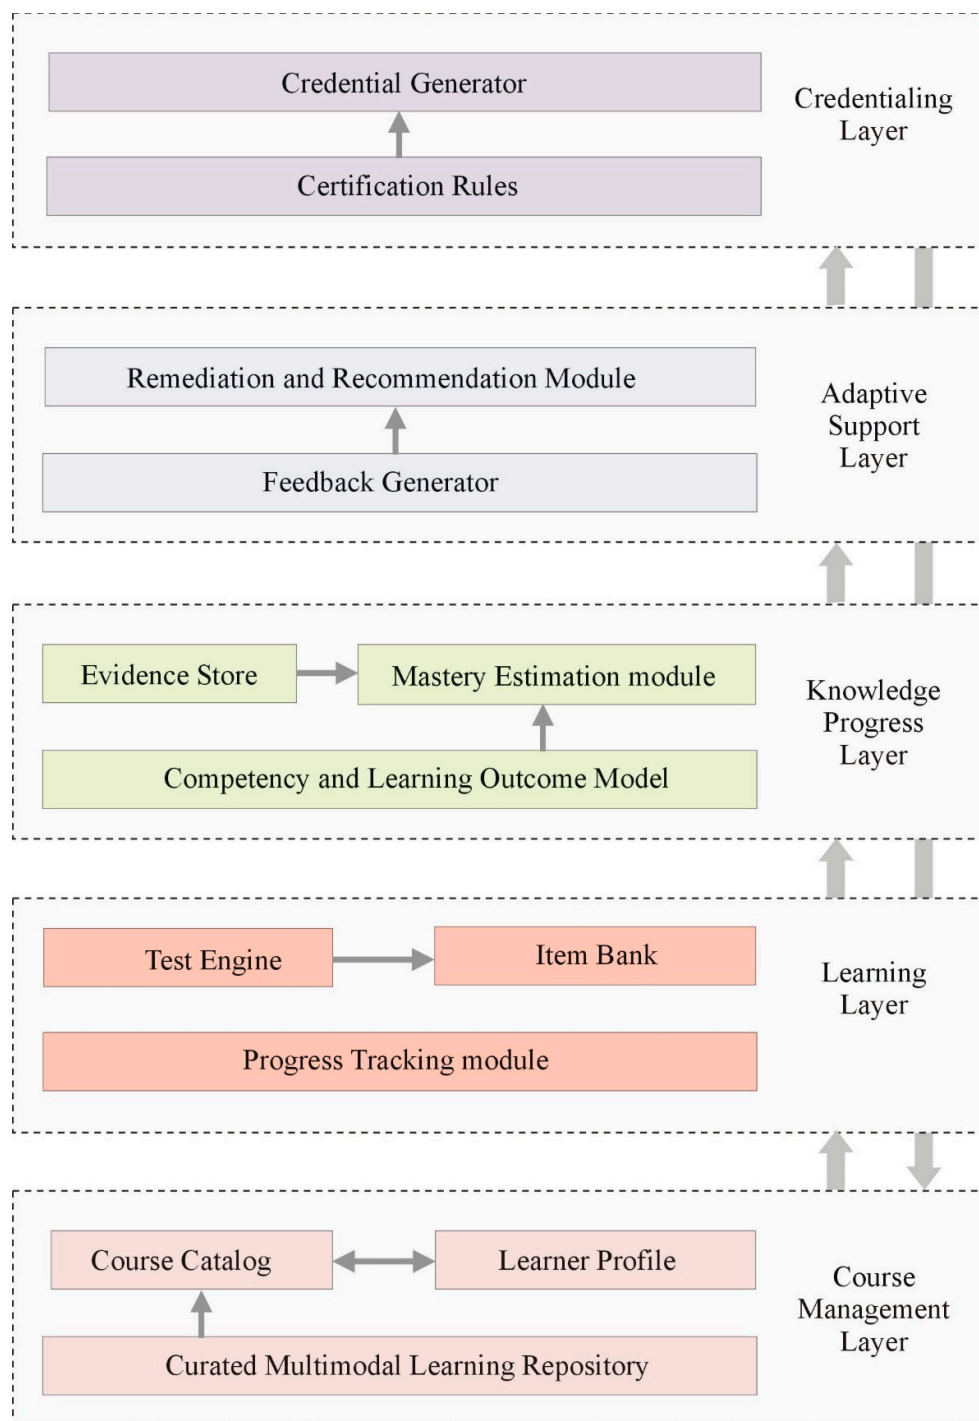 Credential Generator
Certification Rules
Credentialing
Layer
Remediation and Recommendation Module
Feedback Generator
Adaptive
Support
Layer
Evidence Store
Mastery Estimation module
Competency and Learning Outcome Model
Knowledge
Progress
Layer
Test Engine
Item Bank
Progress Tracking module
Learning
Layer
Course Catalog
Learner Profile
Curated Multimodal Learning Repository
Course
Management
Layer